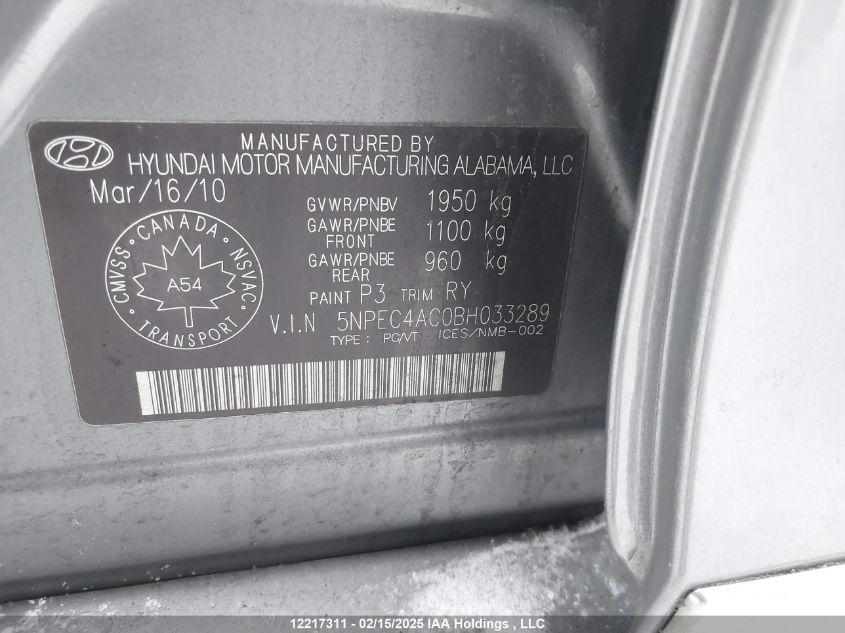 MANUFACTURED BY
HYUNDAI MOTOR MANUFACTURING ALABAMA, LLC
Mar/16/10
GVWR/PNBV 1950 kg
GAWR/PNBE FRONT 1100 kg
GAWR/PNBE REAR 960 kg
PAINT P3 TRIM RY
V.I.N 5NPEC4AC0BH033289
TYPE : PC/VT ICES/NMB-002
CMVSS • CANADA • NSVAC • TRANSPORT •
A54
12217311 - 02/15/2025 IAA Holdings , LLC